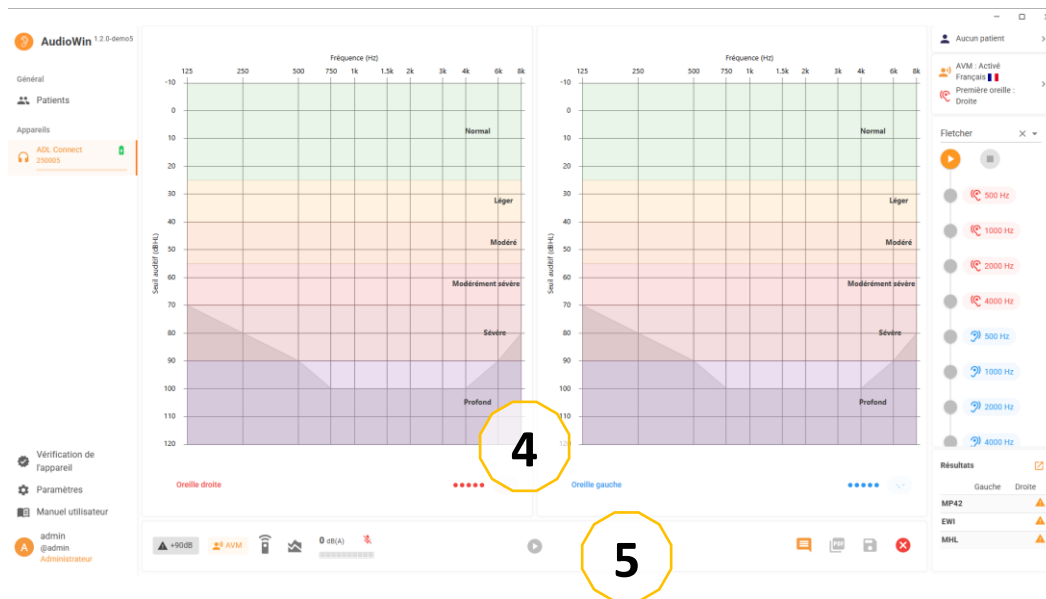 AudioWin 1.2.0-demo5
Général
Patients
Appareils
ADL Connect
250005
Vérification de
l'appareil
Paramètres
Manuel utilisateur
A
admin
@admin
Administrateur
Fréquence (Hz)
125 250 500 750 1k 1.5k 2k 3k 4k 6k 8k
Seuil auditif (dBHL)
-10
0
10
20
30
40
50
60
70
80
90
100
110
120
Normal
Léger
Modéré
Modérément sévère
Sévère
Profond
Oreille droite
4
Fréquence (Hz)
125 250 500 750 1k 1.5k 2k 3k 4k 6k 8k
Seuil auditif (dBHL)
-10
0
10
20
30
40
50
60
70
80
90
100
110
120
Normal
Léger
Modéré
Modérément sévère
Sévère
Profond
Oreille gauche
+90dB
AVM
0 dB(A)
5
PDF
Aucun patient
AVM : Activé
Français
Première oreille :
Droite
Fletcher
500 Hz
1000 Hz
2000 Hz
4000 Hz
500 Hz
1000 Hz
2000 Hz
4000 Hz
Résultats
Gauche Droite
MP42
EWI
MHL